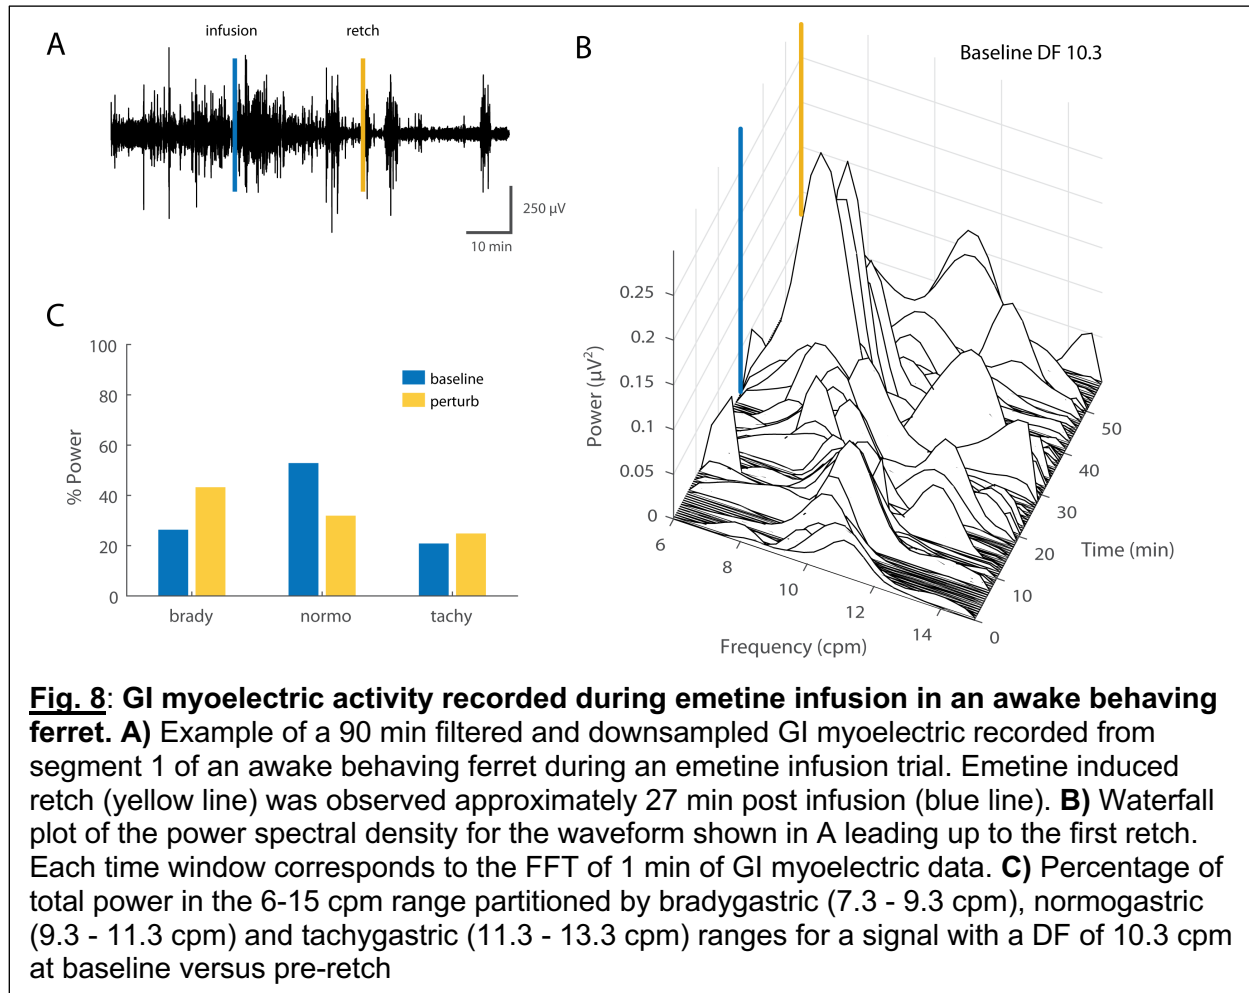 A
infusion
retch
250 µV
10 min
B
Baseline DF 10.3
Power (µV²)
0.25
0.2
0.15
0.1
0.05
0
6
8
10
12
14
Frequency (cpm)
0
10
20
30
40
50
Time (min)
C
% Power
100
80
60
40
20
0
baseline
perturb
brady
normo
tachy
Fig. 8: GI myoelectric activity recorded during emetine infusion in an awake behaving
ferret. A) Example of a 90 min filtered and downsampled GI myoelectric recorded from
segment 1 of an awake behaving ferret during an emetine infusion trial. Emetine induced
retch (yellow line) was observed approximately 27 min post infusion (blue line). B) Waterfall
plot of the power spectral density for the waveform shown in A leading up to the first retch.
Each time window corresponds to the FFT of 1 min of GI myoelectric data. C) Percentage of
total power in the 6-15 cpm range partitioned by bradygastric (7.3 - 9.3 cpm), normogastric
(9.3 - 11.3 cpm) and tachygastric (11.3 - 13.3 cpm) ranges for a signal with a DF of 10.3 cpm
at baseline versus pre-retch